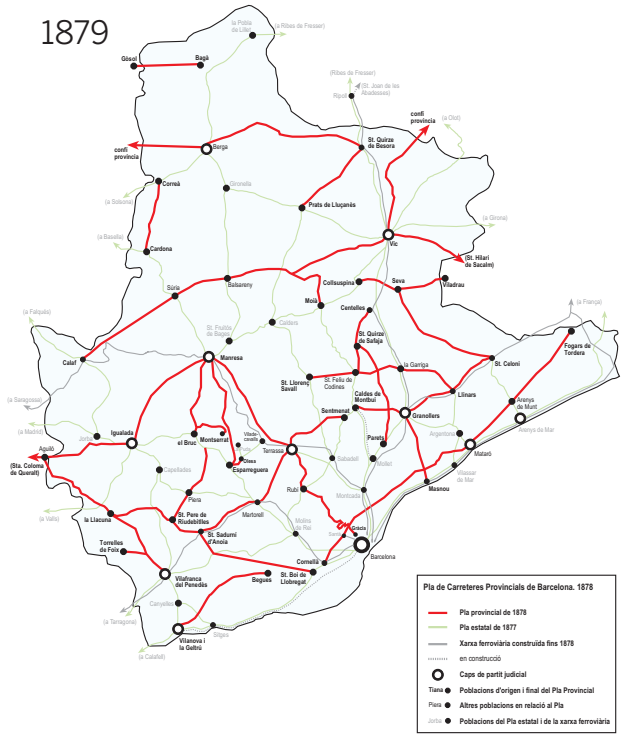 1879
(a Pobla
de Lillet
(a Ribes de Fresser)
Gósol
Bagà
(Ribes de Fresser)
(St. Joan de les
Abadesses)
Ripoll
confí
província
(a Olot)
St. Quirze
de Besora
Berga
confí
província
Correà
Gironella
(a Solsona)
Prats de Lluçanès
(a Girona)
(a Basella)
Vic
Cardona
(St. Hilari
de Sacalm)
Súria
Balsareny
Collsuspina
Seva
Viladrau
Moià
Centelles
(a França)
(a Falquès)
St. Fruitós
de Bages
Calders
St. Quirze
de Safaja
Fogars de
Tordera
Calaf
Manresa
St. Celoni
la Garriga
St. Llorenç
Savall
St. Feliu de
Codines
(a Saragossa)
Caldes de
Montbui
Llinars
Arenys
de Munt
Sentmenat
Granollers
Arenys de Mar
(a Madrid)
Igualada
Jorba
el Bruc
Montserrat
Vilade-
cavalls
Argentona
Aguiló
Terrassa
Parets
Mataró
Olesa
Sabadell
Mollet
(Sta. Coloma
de Queralt)
Capellades
Esparreguera
Vilassar
de Mar
Piera
Rubí
Montcada
Masnou
(a Valls)
la Llacuna
St. Pere de
Riudebitlles
Martorell
Molins
de Rei
Gràcia
Sants
St. Sadurní
d'Anoia
Torrelles
de Foix
Barcelona
Cornellà
Vilafranca
del Penedès
Begues
St. Boi de
Llobregat
Canyelles
(a Tarragona)
Sitges
Vilanova i
la Geltrú
(a Calafell)
Pla de Carreteres Provincials de Barcelona. 1878
Pla provincial de 1878
Pla estatal de 1877
Xarxa ferroviària construïda fins 1878
en construcció
Caps de partit judicial
Tiana Poblacions d'origen i final del Pla Provincial
Piera Altres poblacions en relació al Pla
Jorba Poblacions del Pla estatal i de la xarxa ferroviària